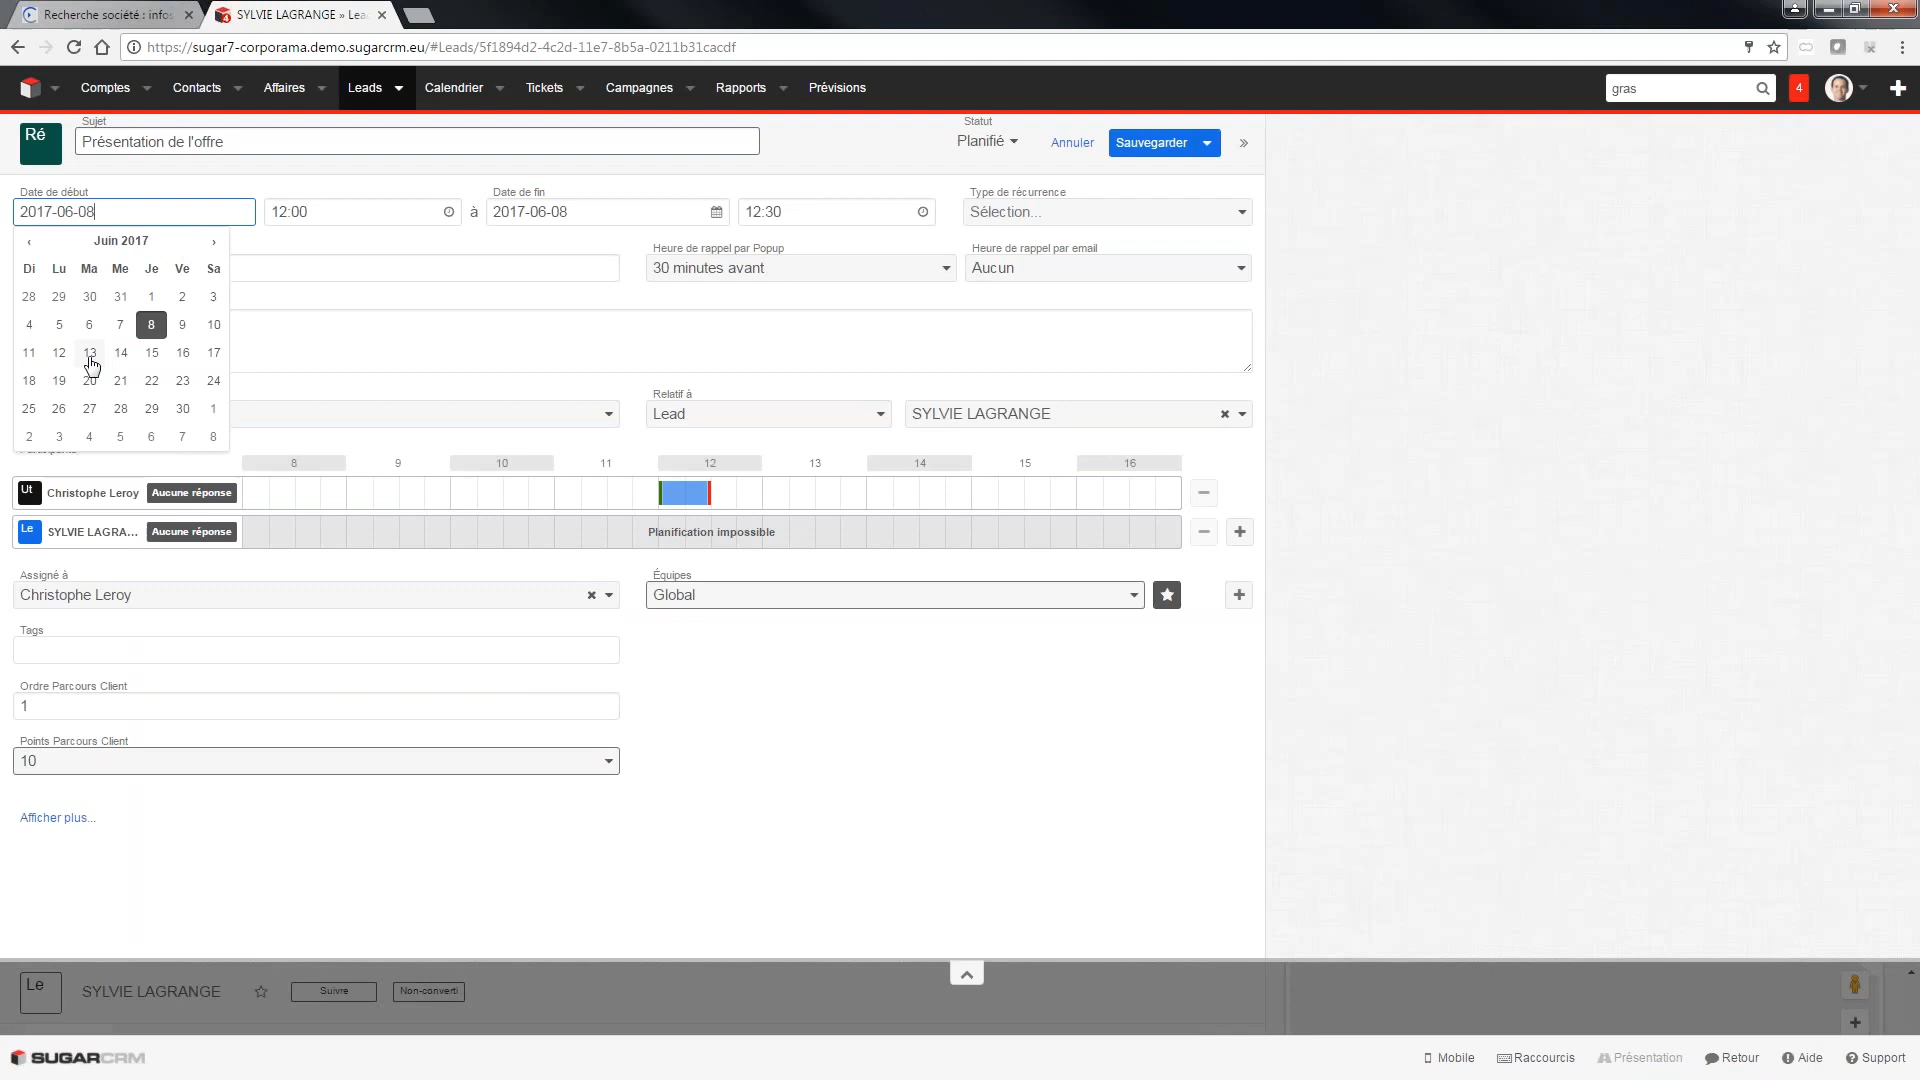 Recherche société : infos
SYLVIE LAGRANGE » Lea
https://sugar7-corporama.demo.sugarcrm.eu/#Leads/5f1894d2-4c2d-11e7-8b5a-0211b31cacdf
Comptes Contacts Affaires Leads Calendrier Tickets Campagnes Rapports Prévisions gras 4
Ré
Sujet
Présentation de l'offre
Statut
Planifié
Annuler
Sauvegarder
Date de début
2017-06-08 12:00 à
Date de fin
2017-06-08 12:30
Type de récurrence
Sélection...
Juin 2017
Di Lu Ma Me Je Ve Sa
28 29 30 31 1 2 3
4 5 6 7 8 9 10
11 12 13 14 15 16 17
18 19 20 21 22 23 24
25 26 27 28 29 30 1
2 3 4 5 6 7 8
Heure de rappel par Popup
30 minutes avant
Heure de rappel par email
Aucun
Relatif à
Lead SYLVIE LAGRANGE
8 9 10 11 12 13 14 15 16
Ut Christophe Leroy Aucune réponse
Le SYLVIE LAGRA... Aucune réponse Planification impossible
Assigné à
Christophe Leroy
Équipes
Global
Tags
Ordre Parcours Client
1
Points Parcours Client
10
Afficher plus...
Le SYLVIE LAGRANGE Suivre Non-converti
SUGARCRM
Mobile Raccourcis Présentation Retour Aide Support